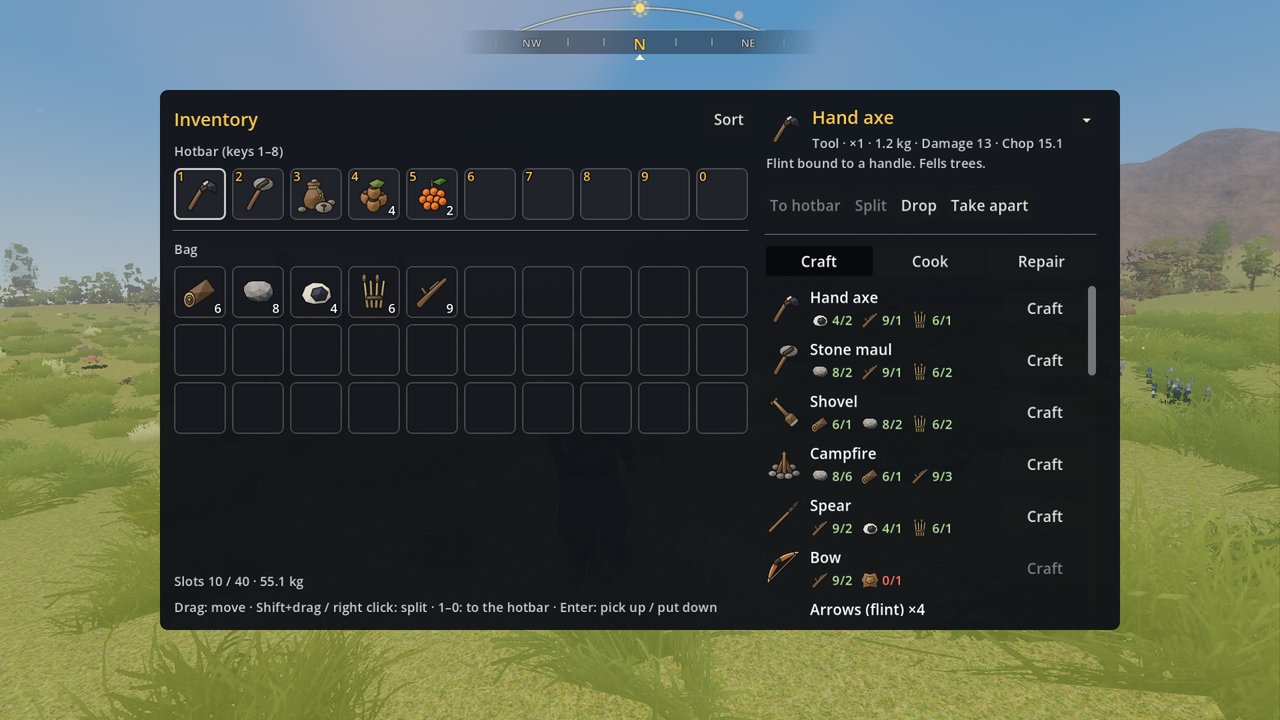 NW N NE
Inventory
Sort
Hotbar (keys 1–8)
1 2 3 4 5 6 7 8 9 0
4 2
Bag
6 8 4 6 9
Slots 10 / 40 · 55.1 kg
Drag: move · Shift+drag / right click: split · 1–0: to the hotbar · Enter: pick up / put down
Hand axe
Tool · ×1 · 1.2 kg · Damage 13 · Chop 15.1
Flint bound to a handle. Fells trees.
To hotbar Split Drop Take apart
Craft Cook Repair
Hand axe
4/2 9/1 6/1
Craft
Stone maul
8/2 9/1 6/2
Craft
Shovel
6/1 8/2 6/2
Craft
Campfire
8/6 6/1 9/3
Craft
Spear
9/2 4/1 6/1
Craft
Bow
9/2 0/1
Craft
Arrows (flint) ×4